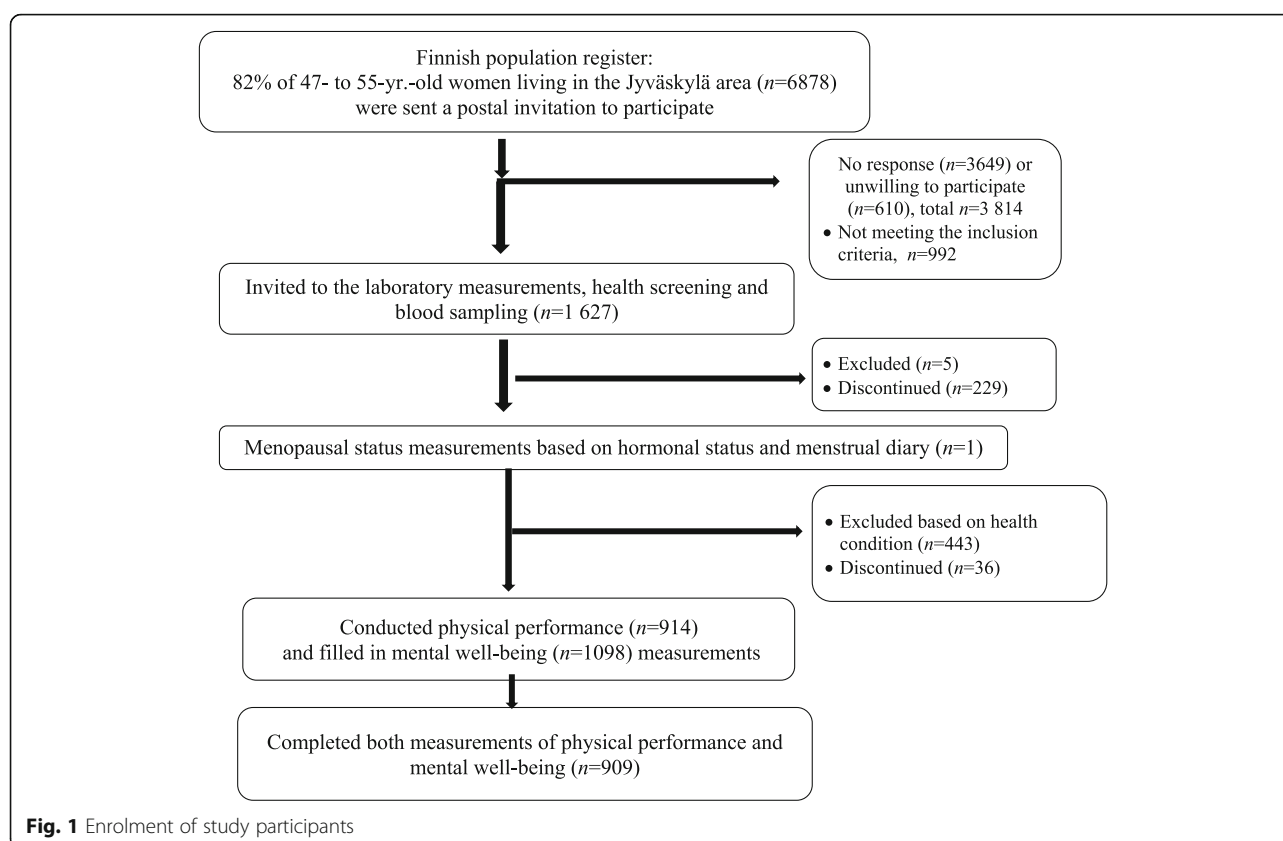 Finnish population register:
82% of 47- to 55-yr.-old women living in the Jyväskylä area (n=6878)
were sent a postal invitation to participate
No response (n=3649) or
unwilling to participate
(n=610), total n=3 814
• Not meeting the inclusion
criteria, n=992
Invited to the laboratory measurements, health screening and
blood sampling (n=1 627)
• Excluded (n=5)
• Discontinued (n=229)
Menopausal status measurements based on hormonal status and menstrual diary (n=1)
• Excluded based on health
condition (n=443)
• Discontinued (n=36)
Conducted physical performance (n=914)
and filled in mental well-being (n=1098) measurements
Completed both measurements of physical performance and
mental well-being (n=909)
Fig. 1 Enrolment of study participants